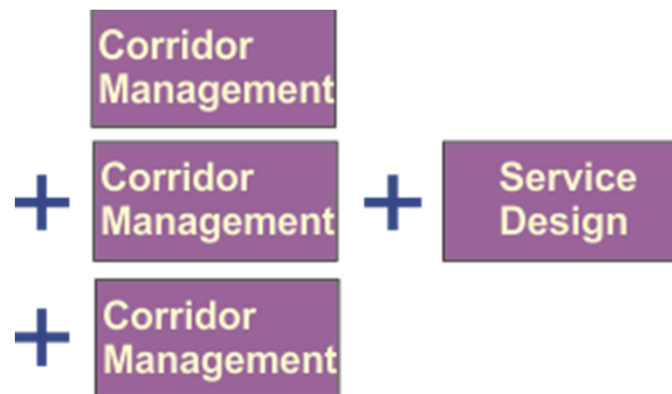 Corridor
Management
+ Corridor
Management
+ Service
Design
+ Corridor
Management